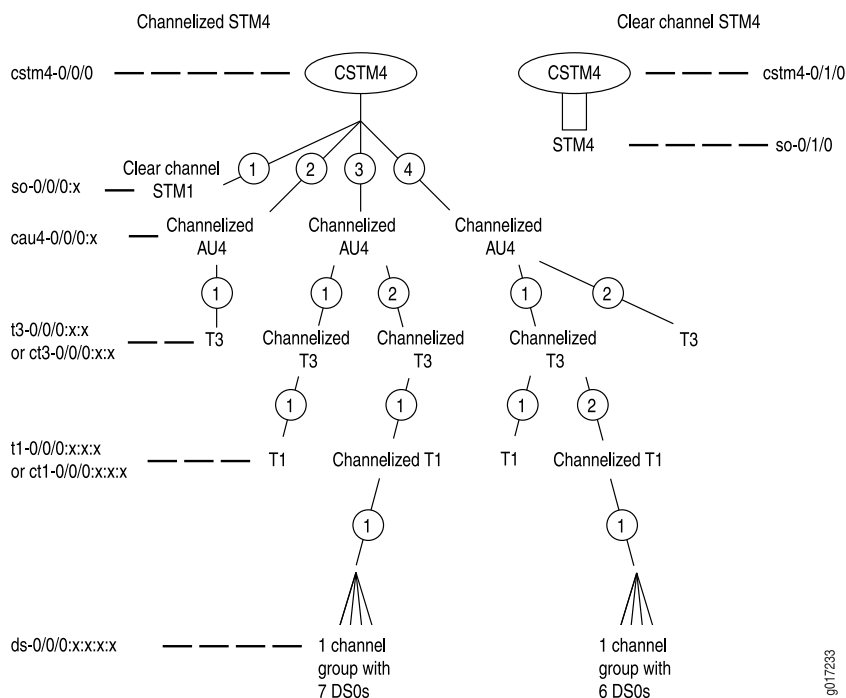 Channelized STM4
Clear channel STM4
cstm4-0/0/0
CSTM4
CSTM4
cstm4-0/1/0
STM4
so-0/1/0
1
2
3
4
Clear channel
STM1
so-0/0/0:x
cau4-0/0/0:x
Channelized
AU4
Channelized
AU4
Channelized
AU4
1
1
2
1
2
t3-0/0/0:x:x
or ct3-0/0/0:x:x
T3
Channelized
T3
Channelized
T3
Channelized
T3
T3
1
1
1
2
t1-0/0/0:x:x:x
or ct1-0/0/0:x:x:x
T1
Channelized T1
T1
Channelized T1
1
1
ds-0/0/0:x:x:x:x
1 channel
group with
7 DS0s
1 channel
group with
6 DS0s
g017233